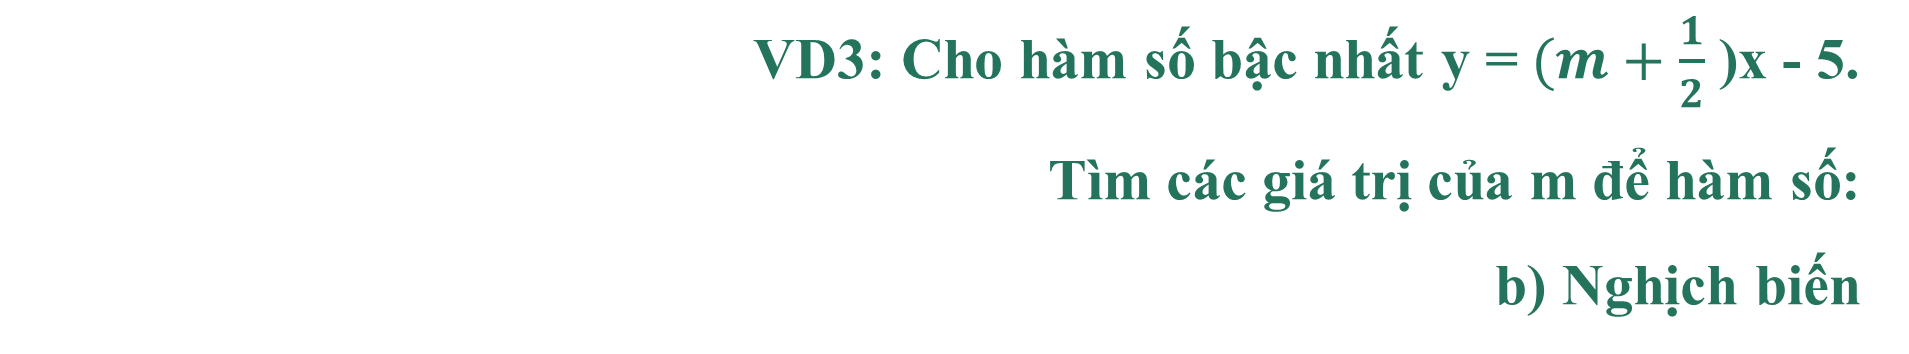 VD3: Cho hàm số bậc nhất y = (m + 1/2 )x - 5.
Tìm các giá trị của m để hàm số:
b) Nghịch biến